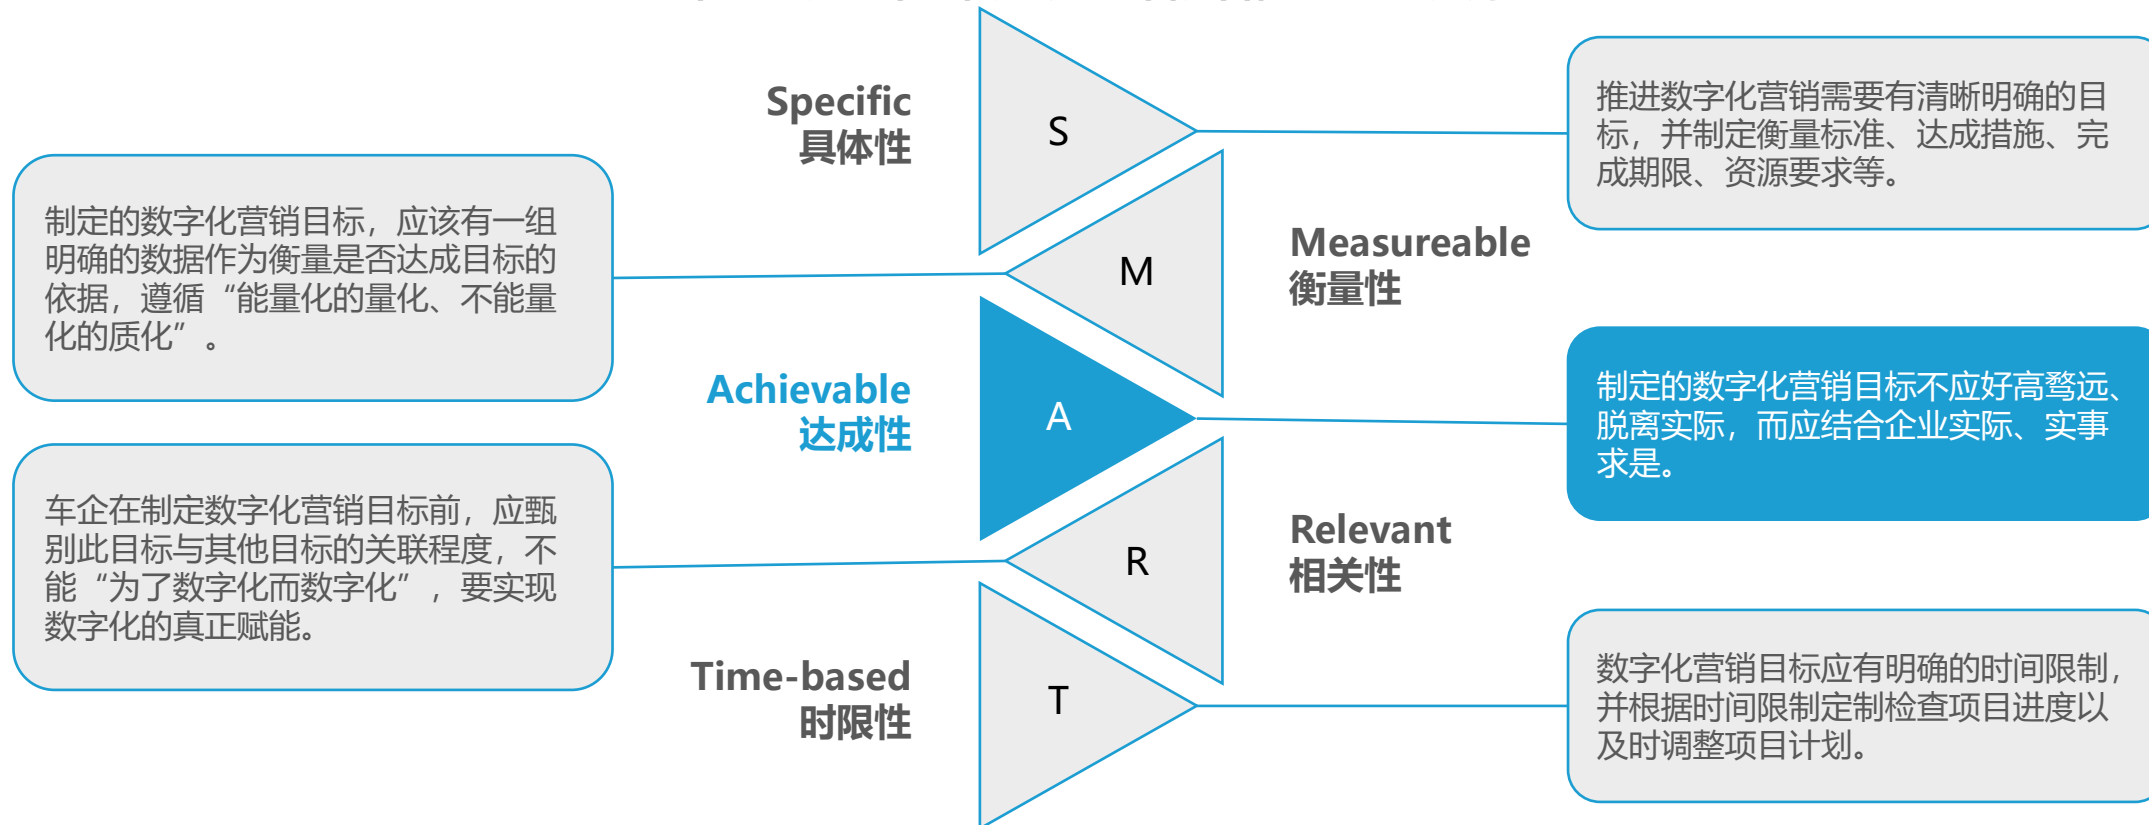 Specific
具体性
S
推进数字化营销需要有清晰明确的目
标，并制定衡量标准、达成措施、完
成期限、资源要求等。
制定的数字化营销目标，应该有一组
明确的数据作为衡量是否达成目标的
依据，遵循“能量化的量化、不能量
化的质化”。
M
Measureable
衡量性
Achievable
达成性
A
制定的数字化营销目标不应好高骛远、
脱离实际，而应结合企业实际、实事
求是。
车企在制定数字化营销目标前，应甄
别此目标与其他目标的关联程度，不
能“为了数字化而数字化”，要实现
数字化的真正赋能。
R
Relevant
相关性
Time-based
时限性
T
数字化营销目标应有明确的时间限制，
并根据时间限制定制检查项目进度以
及时调整项目计划。